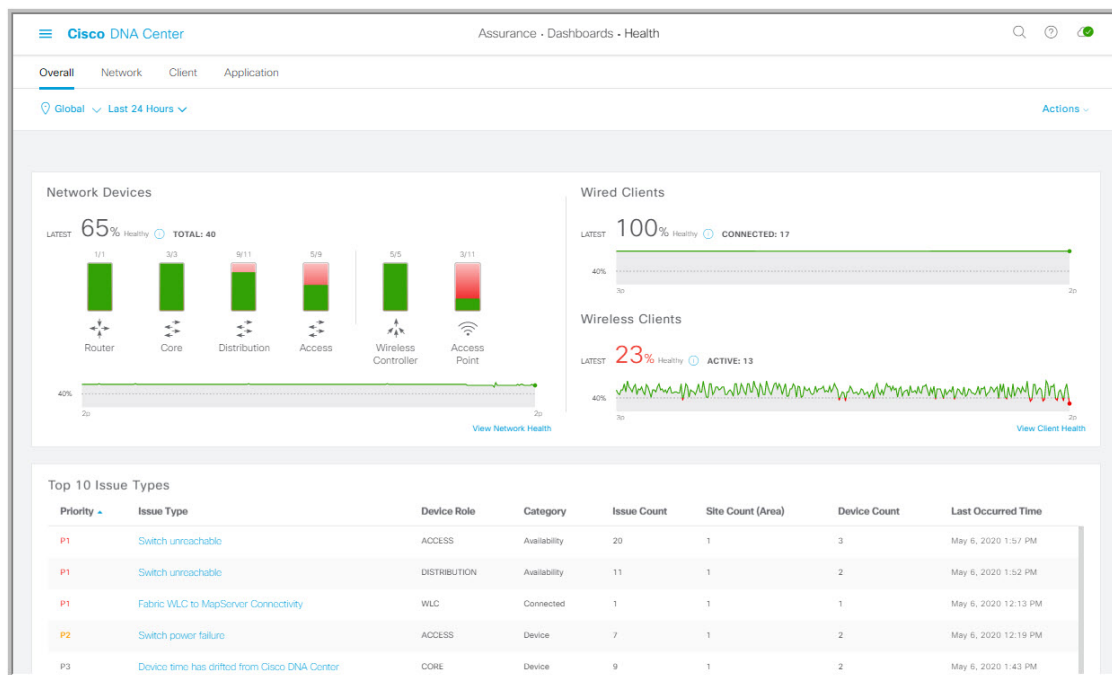 Cisco DNA Center
Assurance · Dashboards · Health
Overall Network Client Application
Global Last 24 Hours
Actions
Network Devices
LATEST 65% Healthy TOTAL: 40
1/1 3/3 9/11 5/9 5/5 3/11
Router Core Distribution Access Wireless Controller Access Point
40%
2p 2p
View Network Health
Wired Clients
LATEST 100% Healthy CONNECTED: 17
40%
3p 2p
Wireless Clients
LATEST 23% Healthy ACTIVE: 13
40%
3p 2p
View Client Health
Top 10 Issue Types
Priority Issue Type Device Role Category Issue Count Site Count (Area) Device Count Last Occurred Time
P1 Switch unreachable ACCESS Availability 20 1 3 May 6, 2020 1:57 PM
P1 Switch unreachable DISTRIBUTION Availability 11 1 2 May 6, 2020 1:52 PM
P1 Fabric WLC to MapServer Connectivity WLC Connected 1 1 1 May 6, 2020 12:13 PM
P2 Switch power failure ACCESS Device 7 1 2 May 6, 2020 12:19 PM
P3 Device time has drifted from Cisco DNA Center CORE Device 9 1 2 May 6, 2020 1:43 PM